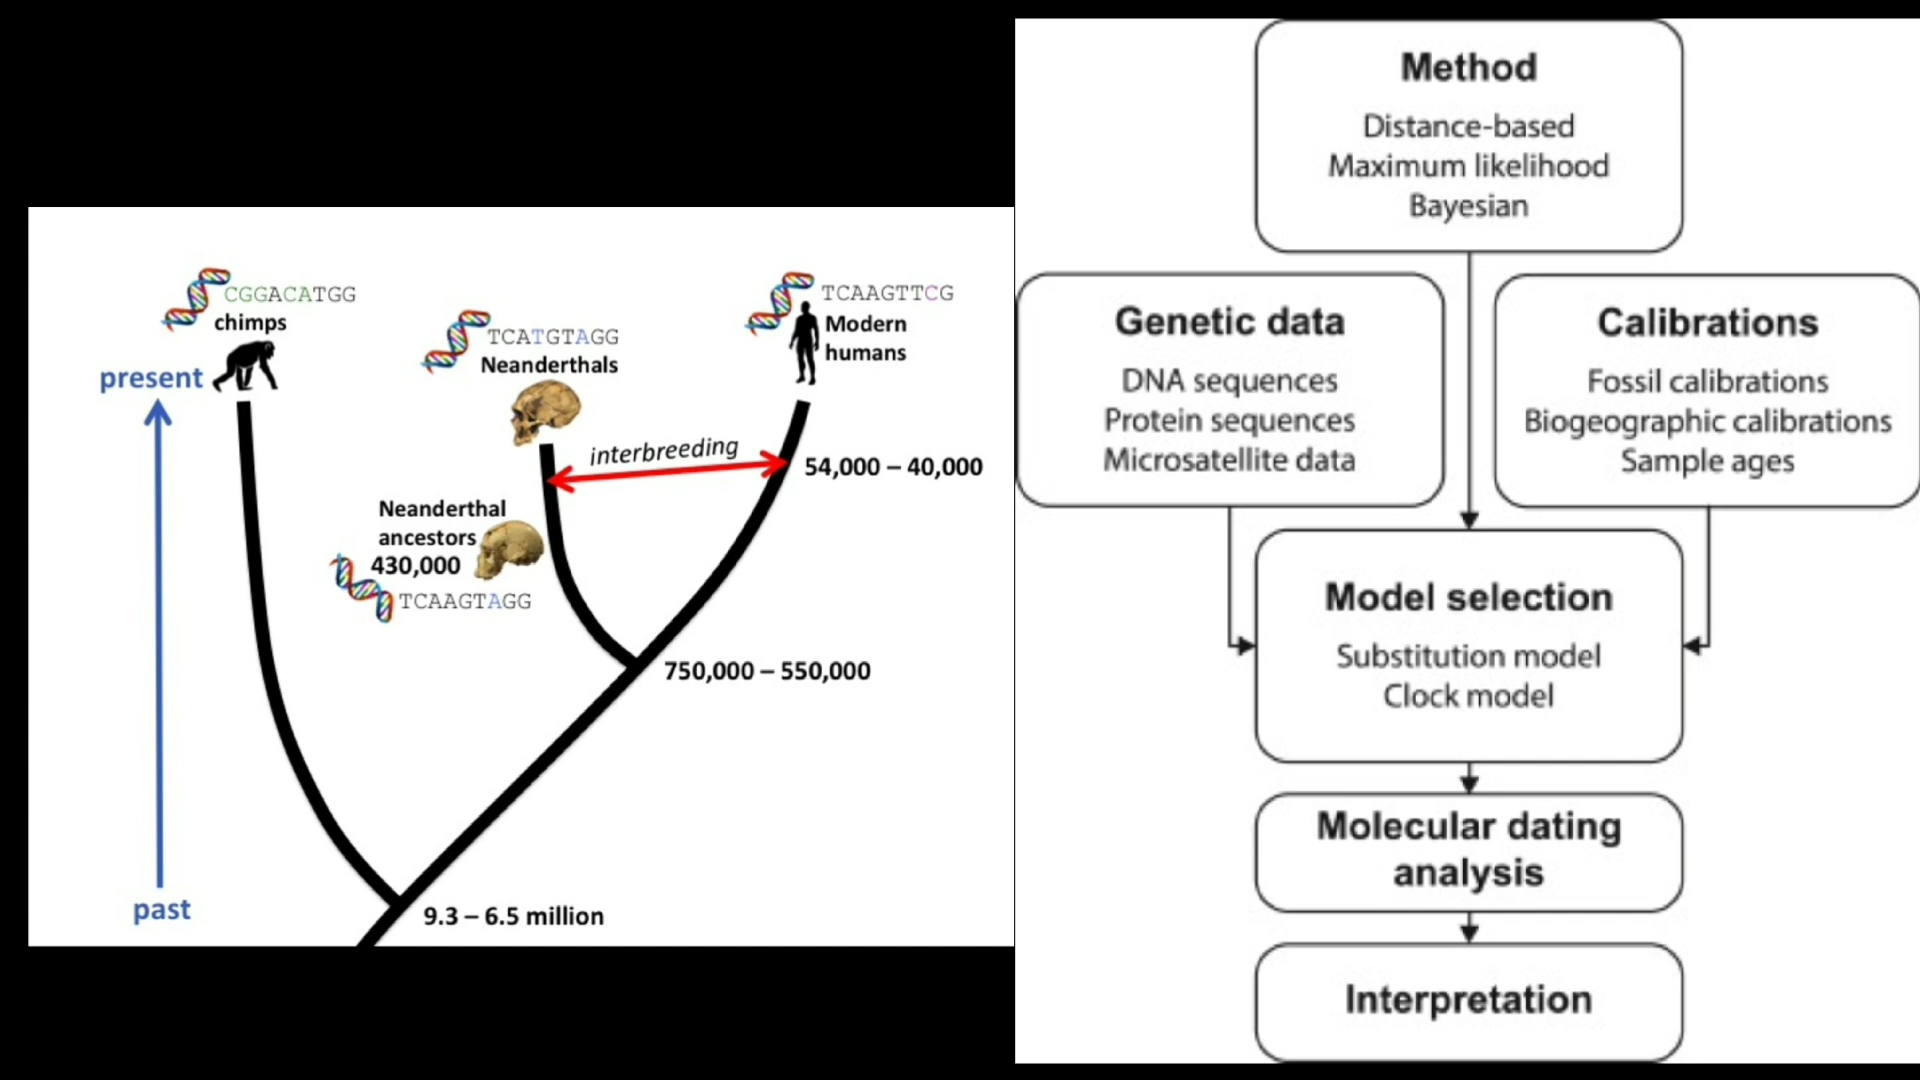 CGGACATGG
chimps
present
TCATGTAGG
Neanderthals
TCAAGTTCG
Modern
humans
interbreeding
54,000 – 40,000
Neanderthal
ancestors
430,000
TCAAGTAGG
750,000 – 550,000
9.3 – 6.5 million
past
Method
Distance-based
Maximum likelihood
Bayesian
Genetic data
DNA sequences
Protein sequences
Microsatellite data
Calibrations
Fossil calibrations
Biogeographic calibrations
Sample ages
Model selection
Substitution model
Clock model
Molecular dating
analysis
Interpretation